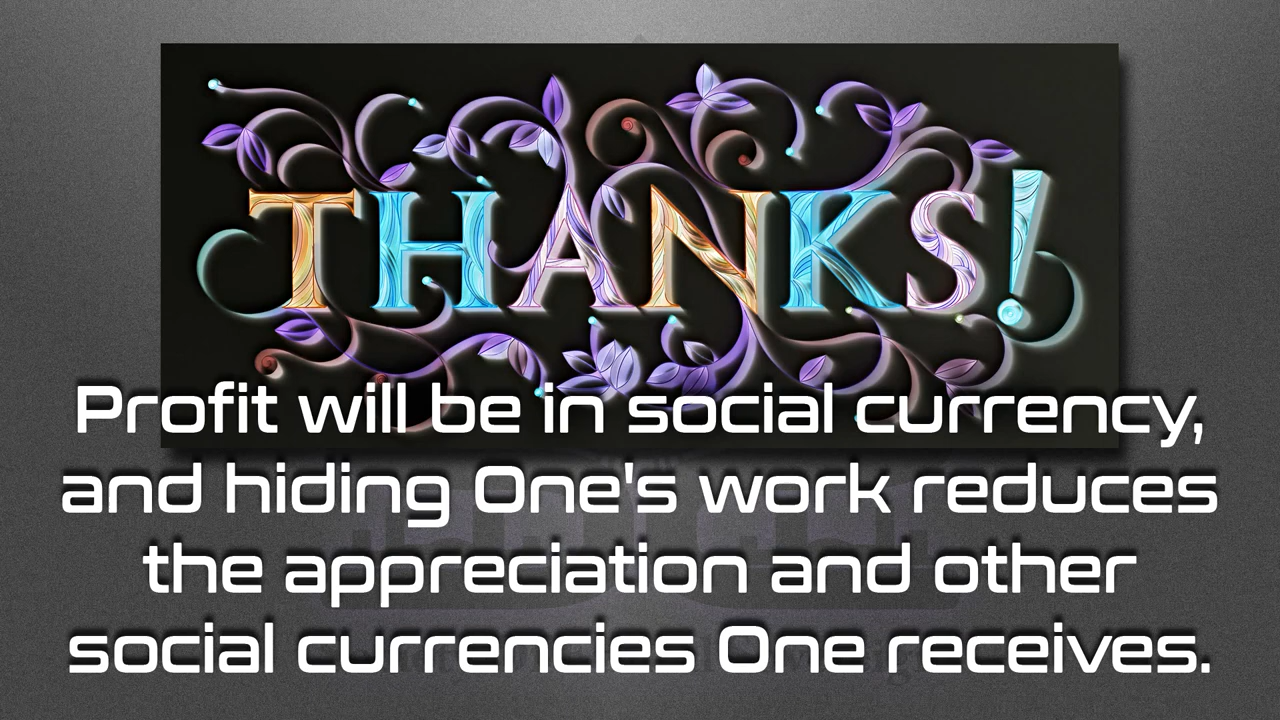 THANKS!
Profit will be in social currency,
and hiding One's work reduces
the appreciation and other
social currencies One receives.